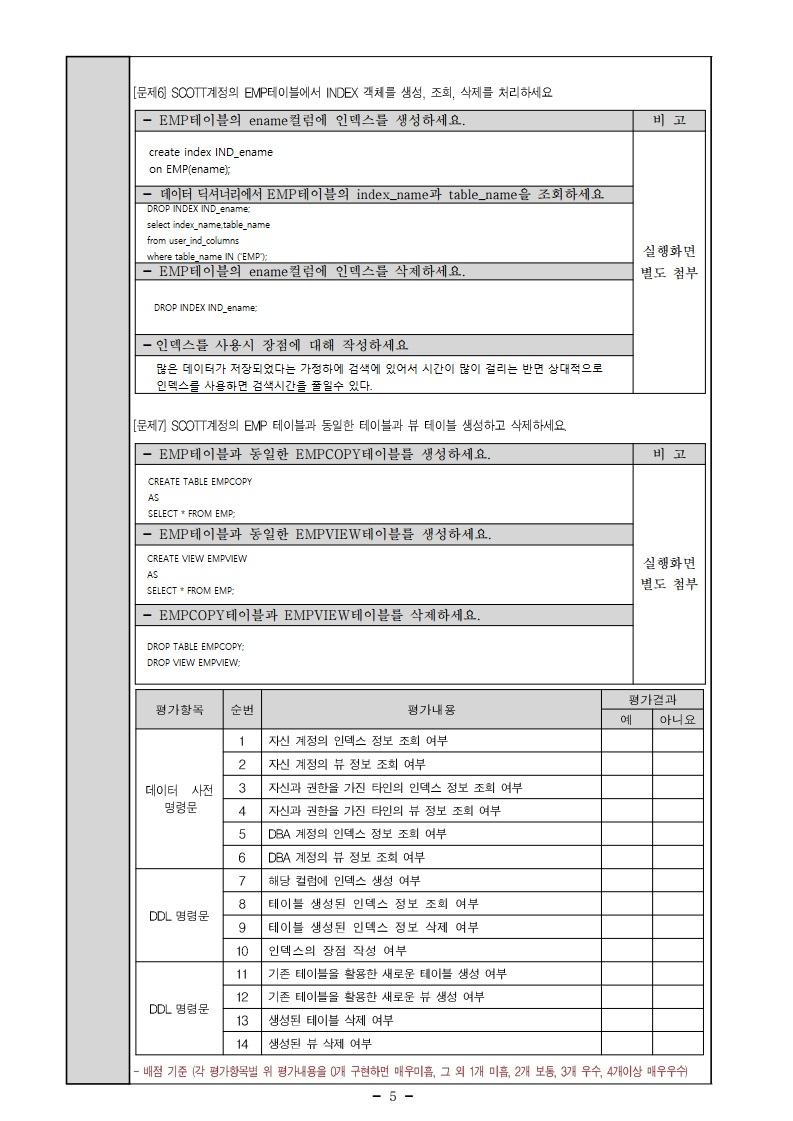 [문제6] SCOTT계정의 EMP테이블에서 INDEX 객체를 생성, 조회, 삭제를 처리하세요
- EMP테이블의 ename컬럼에 인덱스를 생성하세요.
비 고
create index IND_ename
on EMP(ename);
- 데이터 딕셔너리에서 EMP테이블의 index_name과 table_name을 조회하세요
DROP INDEX IND_ename;
select index_name,table_name
from user_ind_columns
where table_name IN ('EMP');
- EMP테이블의 ename컬럼에 인덱스를 삭제하세요.
DROP INDEX IND_ename;
- 인덱스를 사용시 장점에 대해 작성하세요
많은 데이터가 저장되었다는 가정하에 검색에 있어서 시간이 많이 걸리는 반면 상대적으로
인덱스를 사용하면 검색시간을 풀일수 있다.
실행화면
별도 첨부
[문제7] SCOTT계정의 EMP 테이블과 동일한 테이블과 뷰 테이블 생성하고 삭제하세요.
- EMP테이블과 동일한 EMPCOPY테이블를 생성하세요.
비 고
CREATE TABLE EMPCOPY
AS
SELECT * FROM EMP;
- EMP테이블과 동일한 EMPVIEW테이블를 생성하세요.
CREATE VIEW EMPVIEW
AS
SELECT * FROM EMP;
- EMPCOPY테이블과 EMPVIEW테이블를 삭제하세요.
DROP TABLE EMPCOPY;
DROP VIEW EMPVIEW;
실행화면
별도 첨부
평가항목 순번 평가내용 평가결과
예 아니요
데이터 사전
명령문
1 자신 계정의 인덱스 정보 조회 여부
2 자신 계정의 뷰 정보 조회 여부
3 자신과 권한을 가진 타인의 인덱스 정보 조회 여부
4 자신과 권한을 가진 타인의 뷰 정보 조회 여부
5 DBA 계정의 인덱스 정보 조회 여부
6 DBA 계정의 뷰 정보 조회 여부
DDL 명령문
7 해당 컬럼에 인덱스 생성 여부
8 테이블 생성된 인덱스 정보 조회 여부
9 테이블 생성된 인덱스 정보 삭제 여부
10 인덱스의 장점 작성 여부
DDL 명령문
11 기존 테이블을 활용한 새로운 테이블 생성 여부
12 기존 테이블을 활용한 새로운 뷰 생성 여부
13 생성된 테이블 삭제 여부
14 생성된 뷰 삭제 여부
- 배점 기준 (각 평가항목별 위 평가내용을 0개 구현하면 매우미흡, 그 외 1개 미흡, 2개 보통, 3개 우수, 4개이상 매우우수)
- 5 -